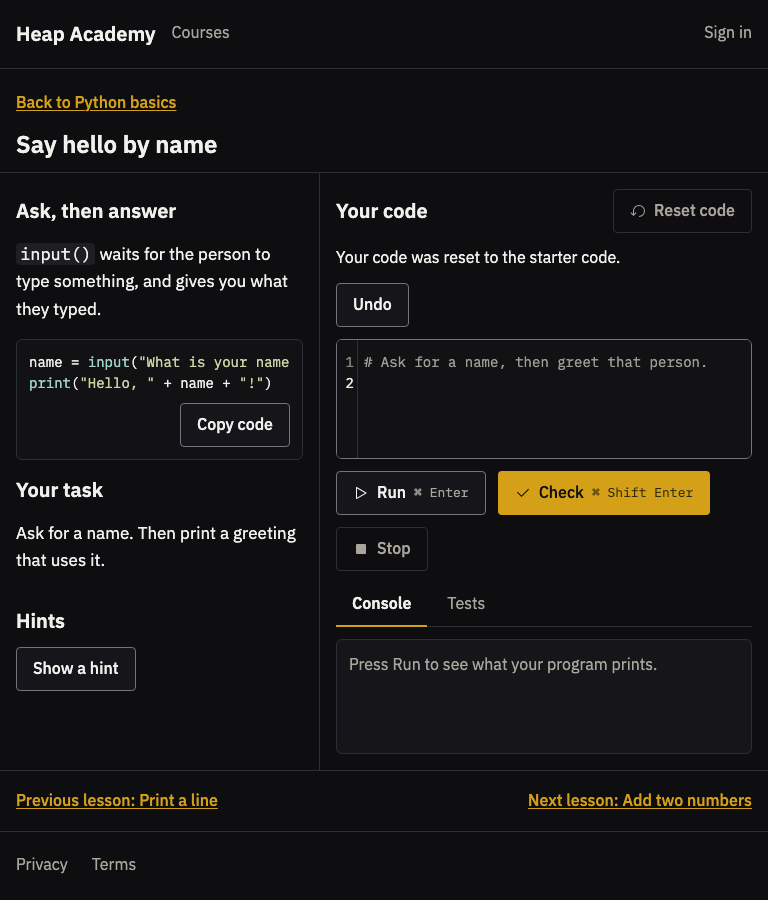 Heap Academy Courses Sign in
Back to Python basics
Say hello by name
Ask, then answer
input() waits for the person to
type something, and gives you what
they typed.
name = input("What is your name
print("Hello, " + name + "!")
Copy code
Your task
Ask for a name. Then print a greeting
that uses it.
Hints
Show a hint
Your code
Reset code
Your code was reset to the starter code.
Undo
1 # Ask for a name, then greet that person.
2
Run ⌘ Enter Check ⌘ Shift Enter
Stop
Console Tests
Press Run to see what your program prints.
Previous lesson: Print a line Next lesson: Add two numbers
Privacy Terms